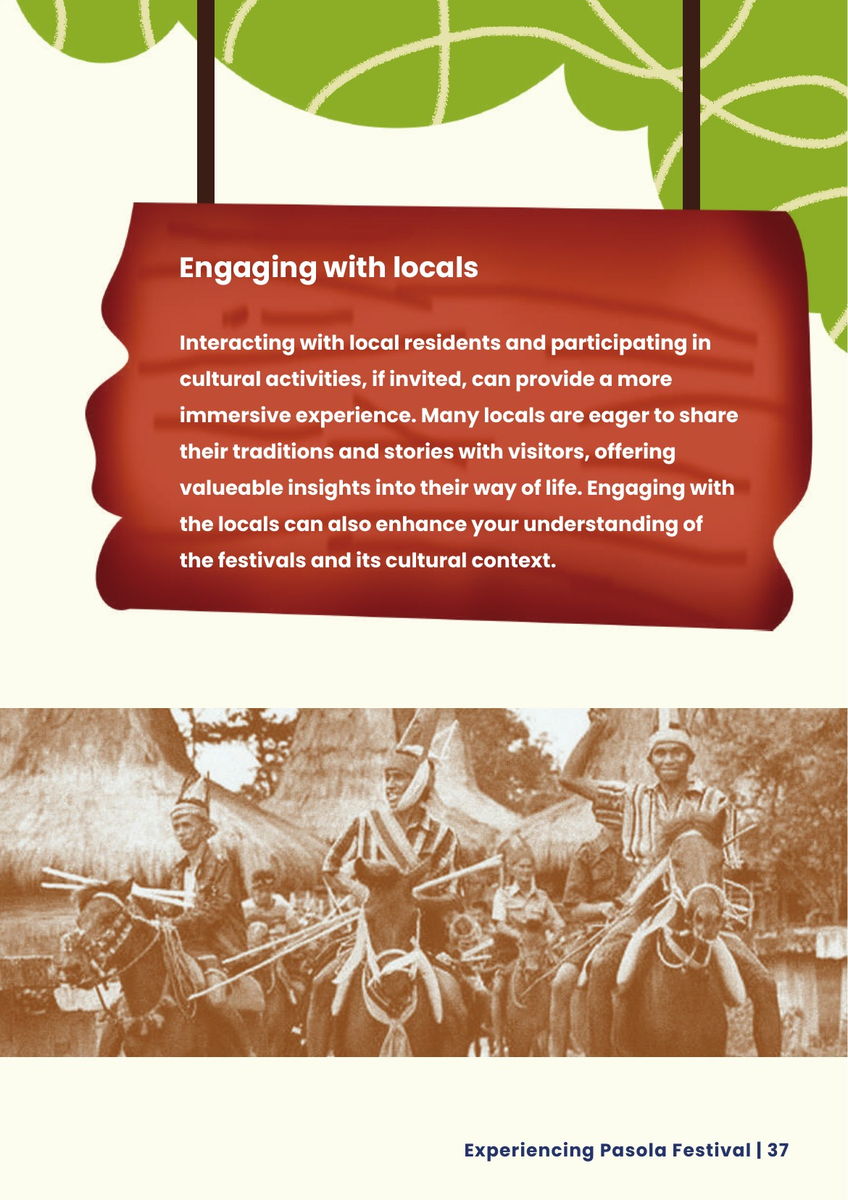 Engaging with locals
Interacting with local residents and participating in
cultural activities, if invited, can provide a more
immersive experience. Many locals are eager to share
their traditions and stories with visitors, offering
valueable insights into their way of life. Engaging with
the locals can also enhance your understanding of
the festivals and its cultural context.
Experiencing Pasola Festival | 37